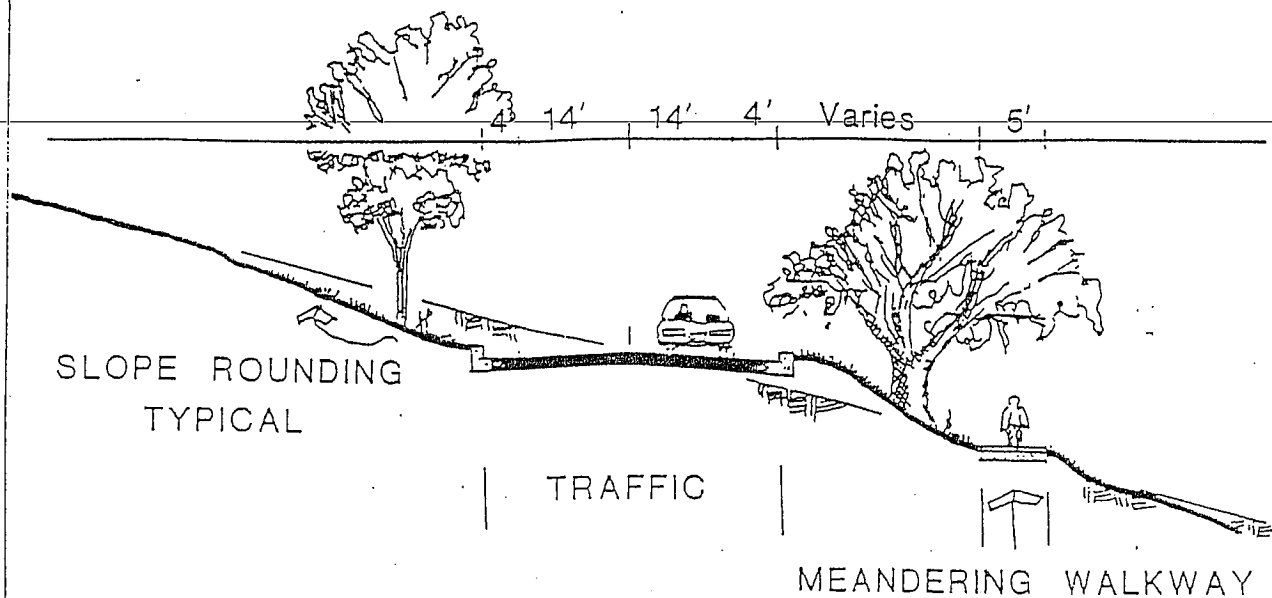 4' 14' 14' 4' Varies 5'
SLOPE ROUNDING
TYPICAL
TRAFFIC
MEANDERING WALKWAY